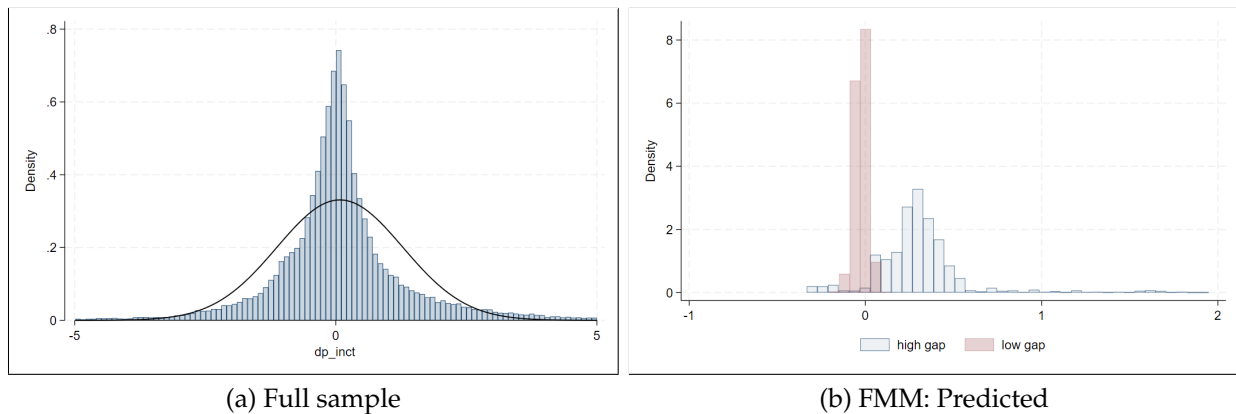 Density
.8
.6
.4
.2
0
-5
0
5
dp_inct
(a) Full sample
Density
8
6
4
2
0
-1
0
1
2
high gap
low gap
(b) FMM: Predicted